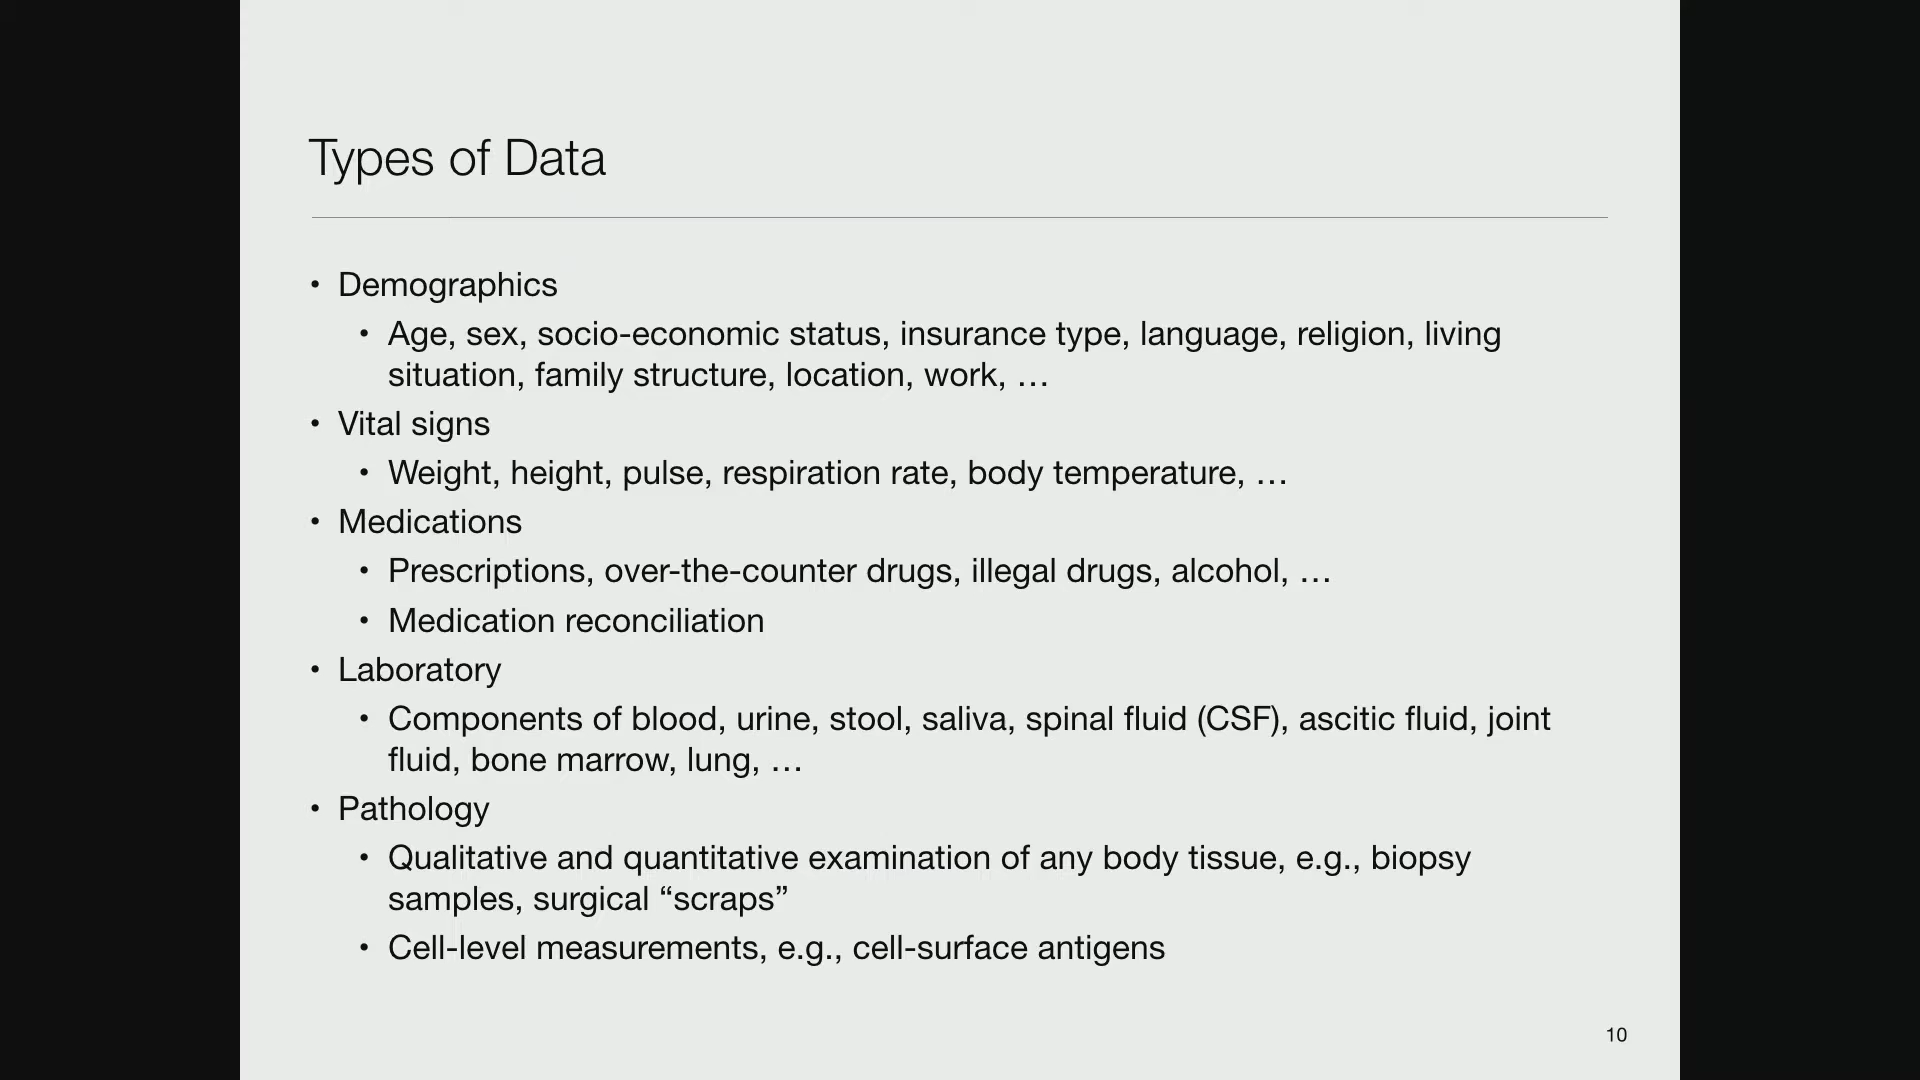 Types of Data
• Demographics
• Age, sex, socio-economic status, insurance type, language, religion, living
situation, family structure, location, work, …
• Vital signs
• Weight, height, pulse, respiration rate, body temperature, …
• Medications
• Prescriptions, over-the-counter drugs, illegal drugs, alcohol, …
• Medication reconciliation
• Laboratory
• Components of blood, urine, stool, saliva, spinal fluid (CSF), ascitic fluid, joint
fluid, bone marrow, lung, …
• Pathology
• Qualitative and quantitative examination of any body tissue, e.g., biopsy
samples, surgical “scraps”
• Cell-level measurements, e.g., cell-surface antigens
10